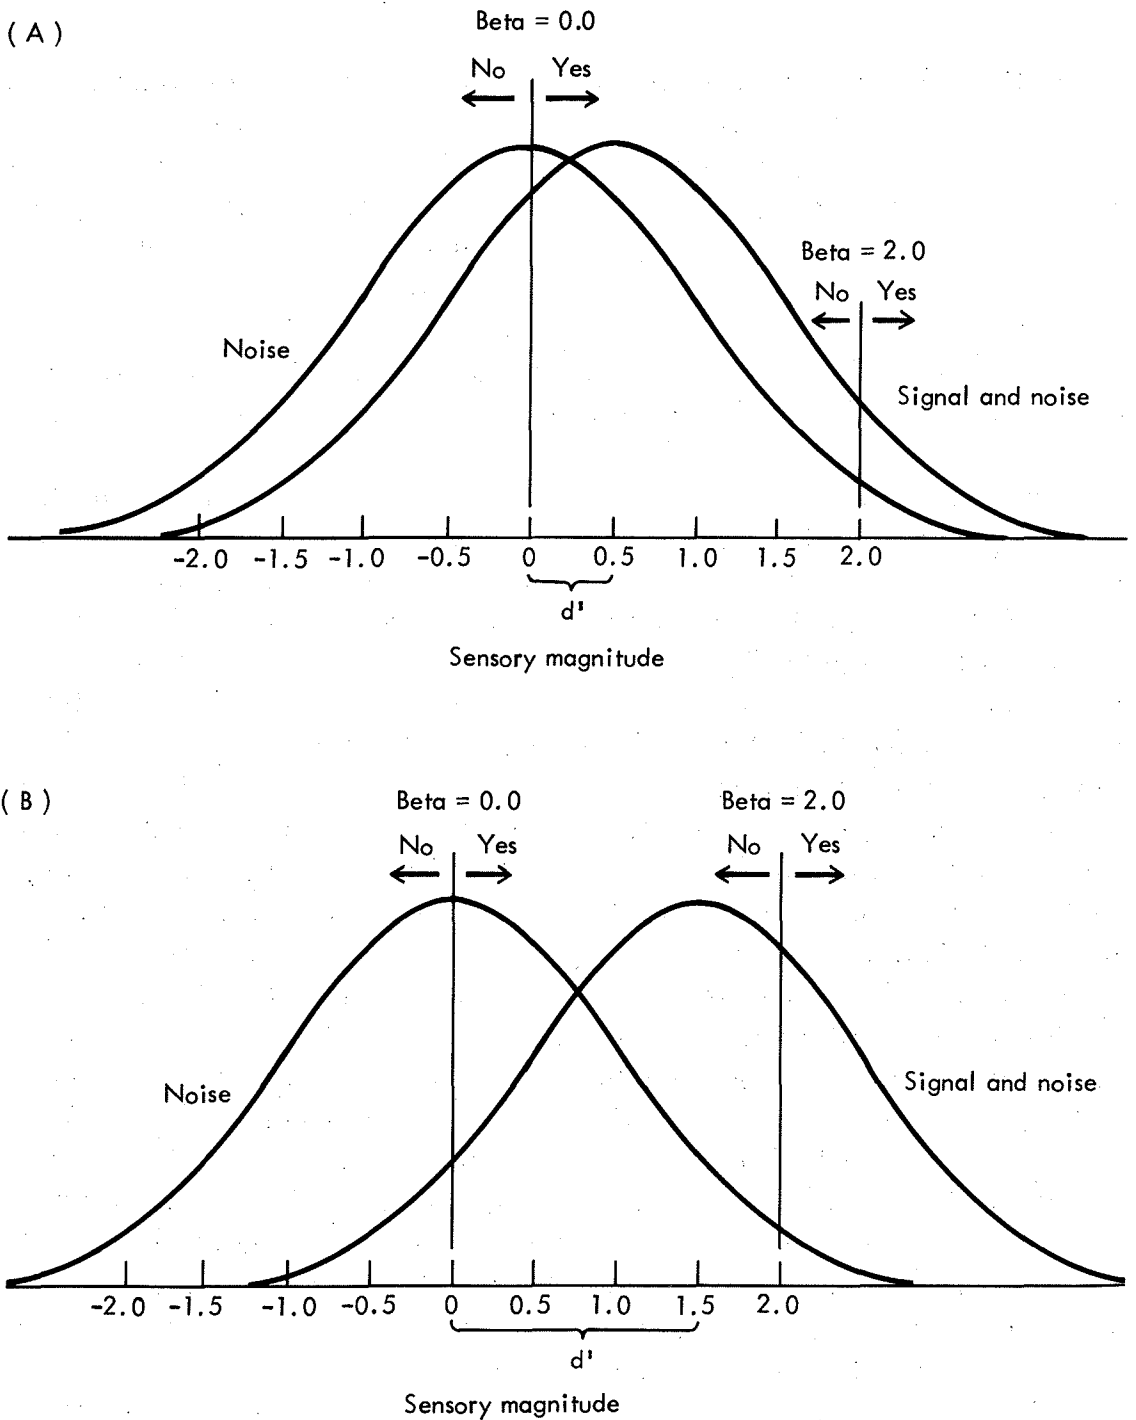 ( A )
Beta = 0.0
No Yes
Beta = 2.0
No Yes
Noise
Signal and noise
-2.0 -1.5 -1.0 -0.5 0 0.5 1.0 1.5 2.0
d'
Sensory magnitude
( B )
Beta = 0.0 Beta = 2.0
No Yes No Yes
Noise
Signal and noise
-2.0 -1.5 -1.0 -0.5 0 0.5 1.0 1.5 2.0
d'
Sensory magnitude